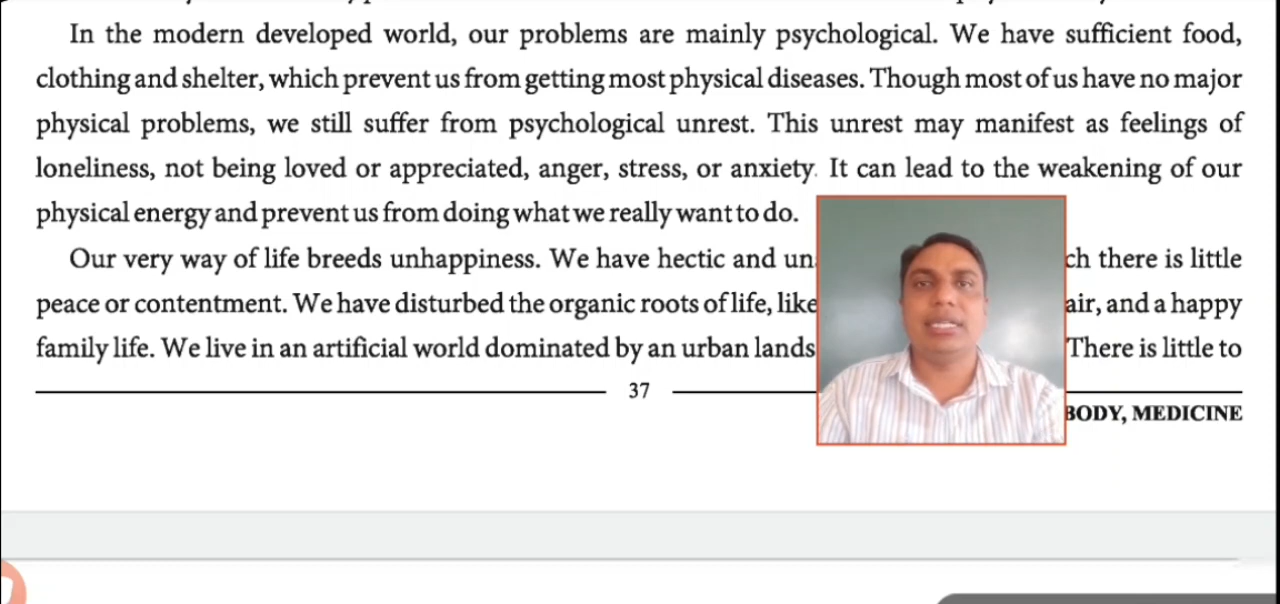 In the modern developed world, our problems are mainly psychological. We have sufficient food,
clothing and shelter, which prevent us from getting most physical diseases. Though most of us have no major
physical problems, we still suffer from psychological unrest. This unrest may manifest as feelings of
loneliness, not being loved or appreciated, anger, stress, or anxiety. It can lead to the weakening of our
physical energy and prevent us from doing what we really want to do.
Our very way of life breeds unhappiness. We have hectic and there is little
peace or contentment. We have disturbed the organic roots of life, like air, and a happy
family life. We live in an artificial world dominated by an urban There is little to
37
BODY, MEDICINE